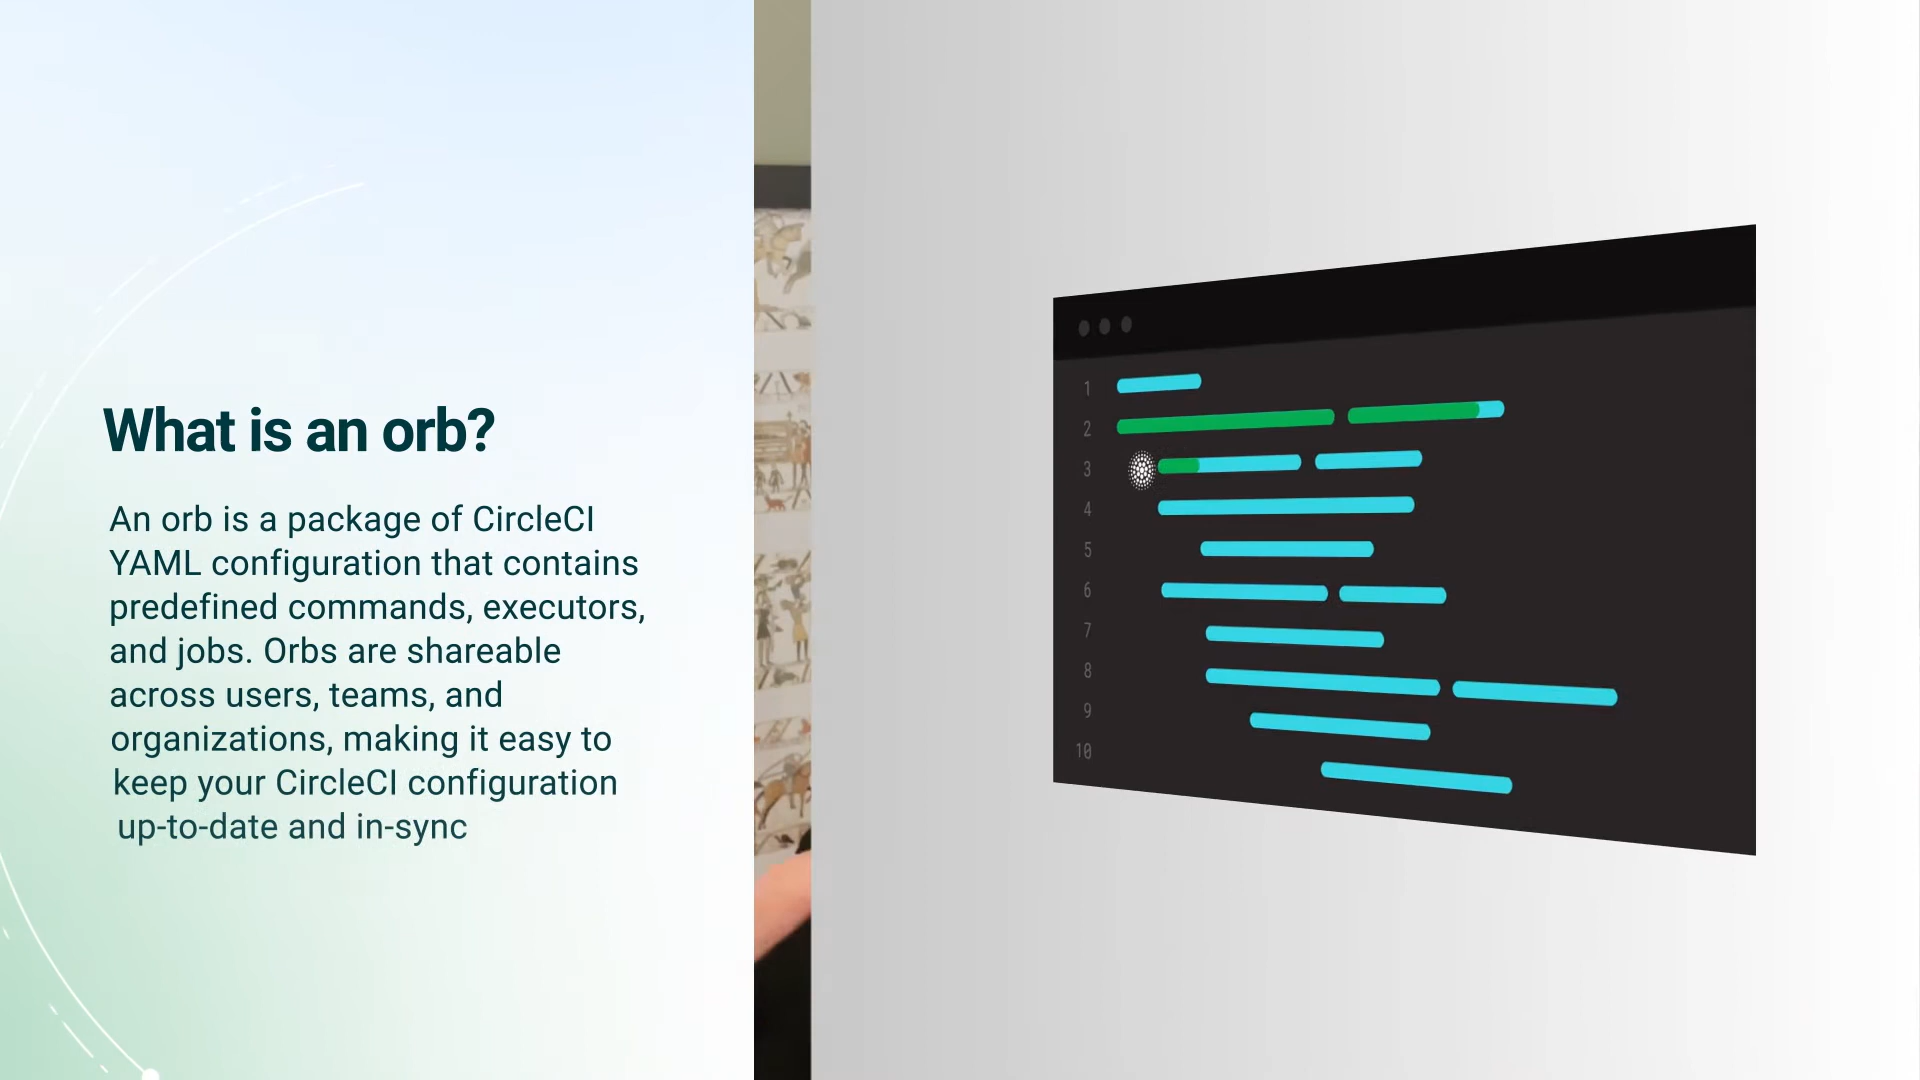 What is an orb?
An orb is a package of CircleCI
YAML configuration that contains
predefined commands, executors,
and jobs. Orbs are shareable
across users, teams, and
organizations, making it easy to
keep your CircleCI configuration
up-to-date and in-sync
1
2
3
4
5
6
7
8
9
10